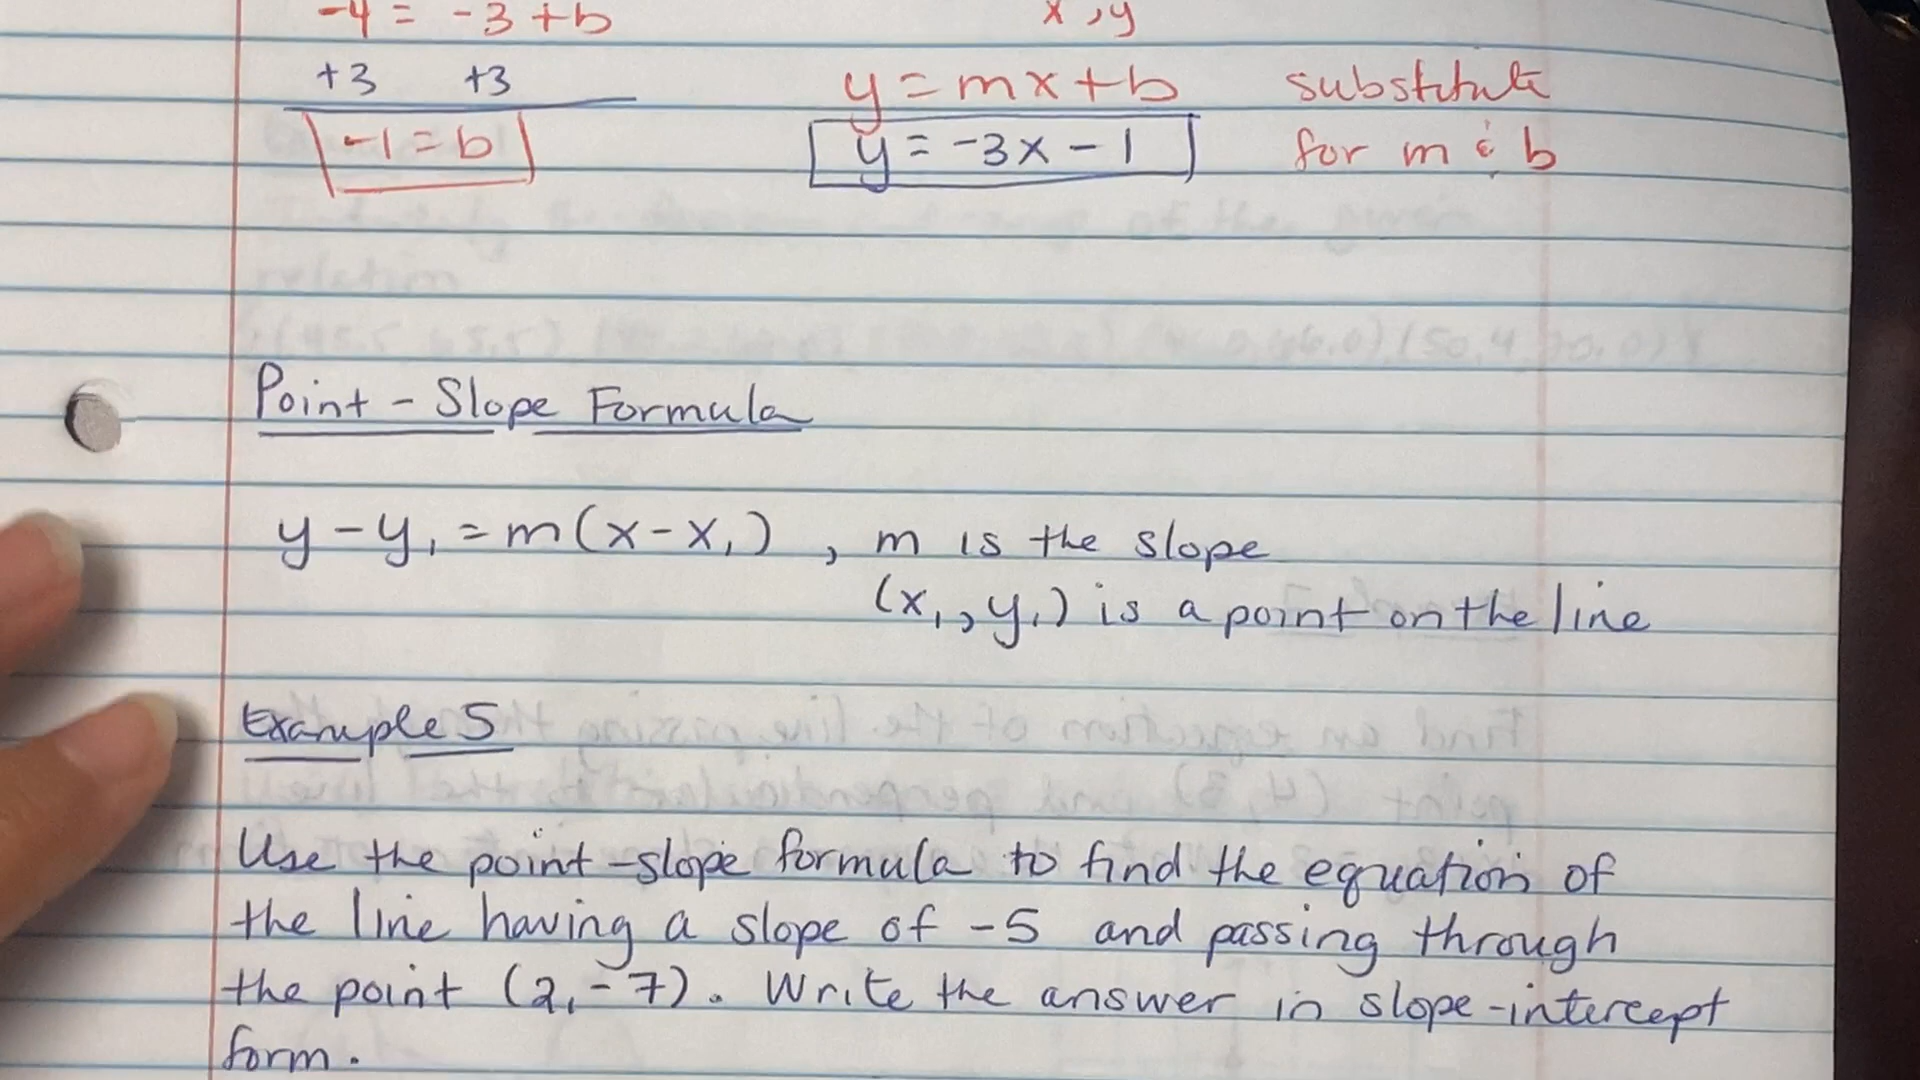 -4 = -3 + b
x, y
+3 +3
y = mx + b substitute
-1 = b
y = -3x - 1 for m & b
Point - Slope Formula
y - y₁ = m(x - x₁) , m is the slope
(x₁, y₁) is a point on the line
Example 5
Use the point-slope formula to find the equation of
the line having a slope of -5 and passing through
the point (2, -7). Write the answer in slope-intercept
form.